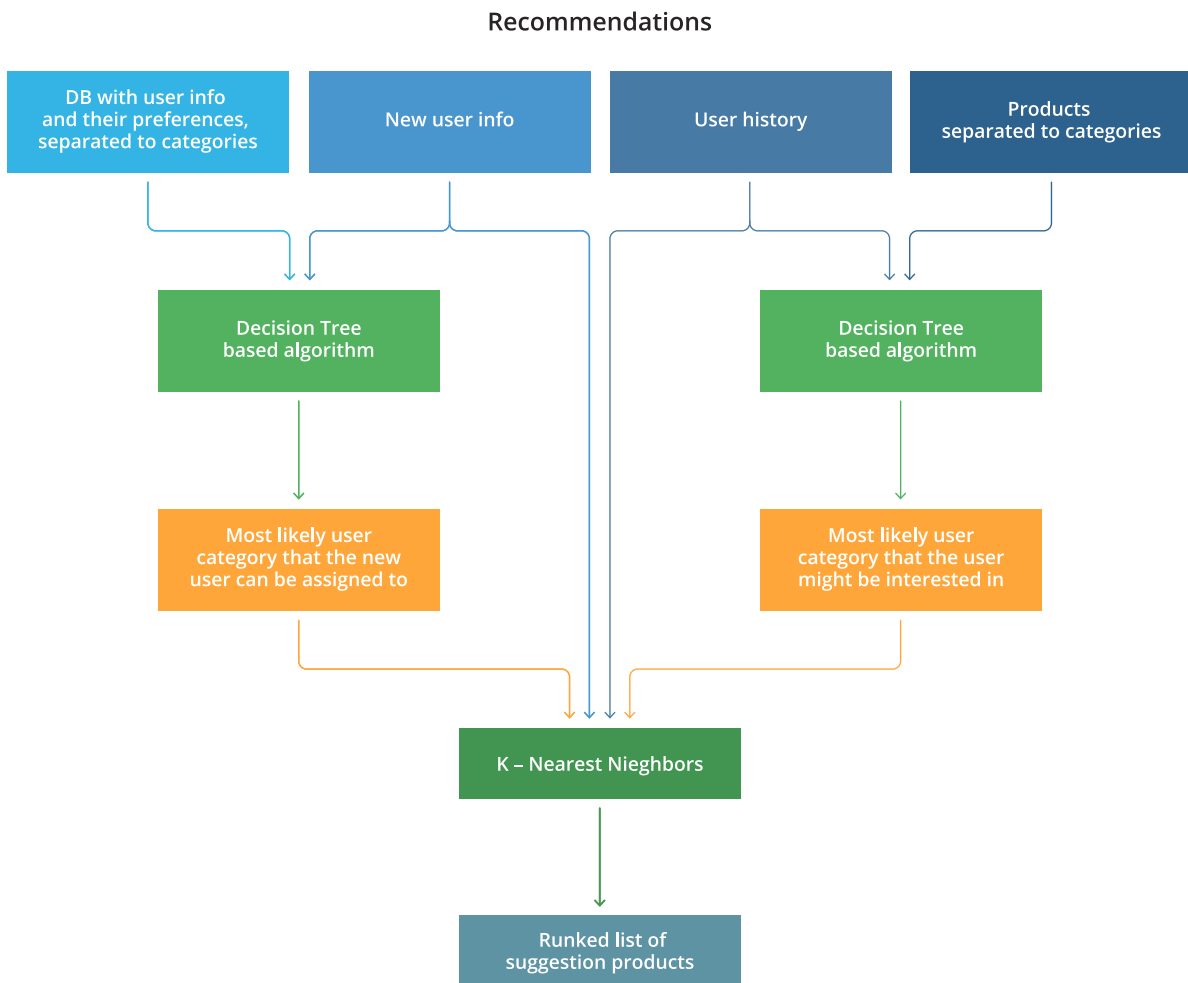 Recommendations
DB with user info
and their preferences,
separated to categories
New user info
User history
Products
separated to categories
Decision Tree
based algorithm
Decision Tree
based algorithm
Most likely user
category that the new
user can be assigned to
Most likely user
category that the user
might be interested in
K – Nearest Nieghbors
Runked list of
suggestion products